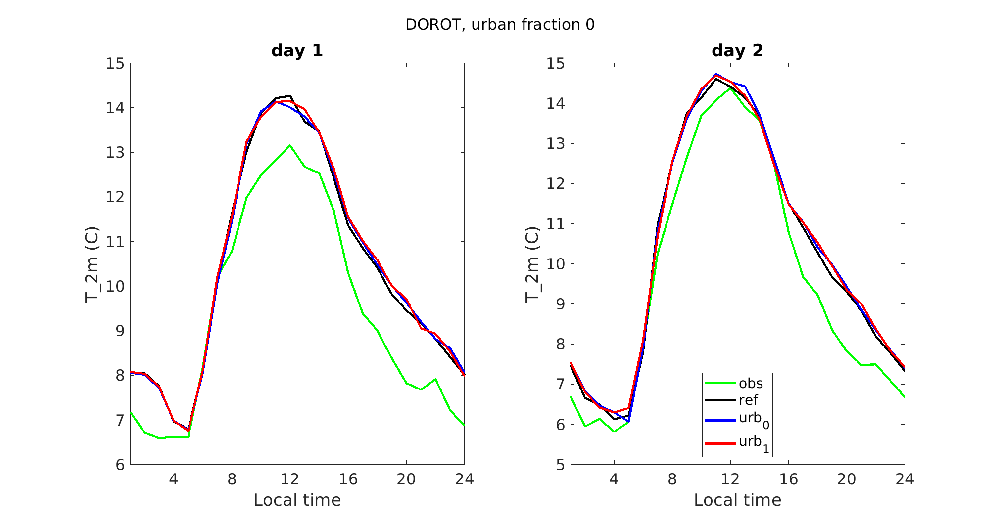 DOROT, urban fraction 0
day 1
15
14
13
12
11
10
9
8
7
6
T_2m (C)
4 8 12 16 20 24
Local time
day 2
15
14
13
12
11
10
9
8
7
6
5
T_2m (C)
4 8 12 16 20 24
Local time
obs
ref
urb0
urb1